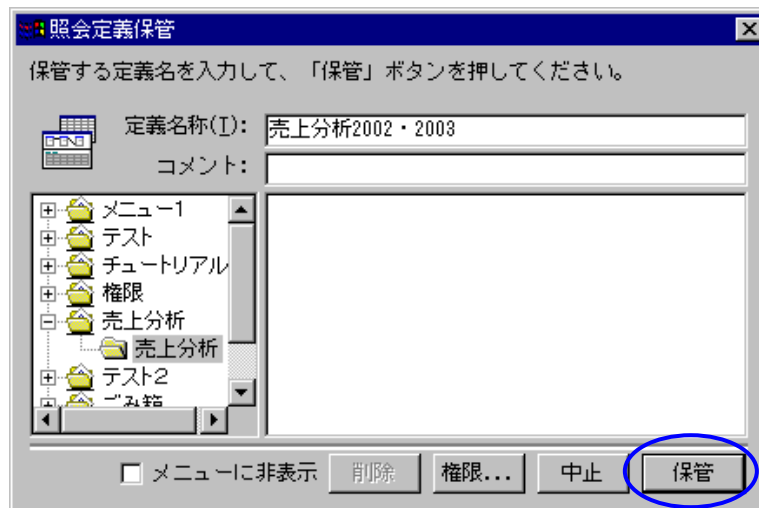 照会定義保管
保管する定義名を入力して、「保管」ボタンを押してください。
定義名称(I): 売上分析2002・2003
コメント:
メニュー1
テスト
チュートリアル
権限
売上分析
売上分析
テスト2
ごみ箱
メニューに非表示 削除 権限... 中止 保管